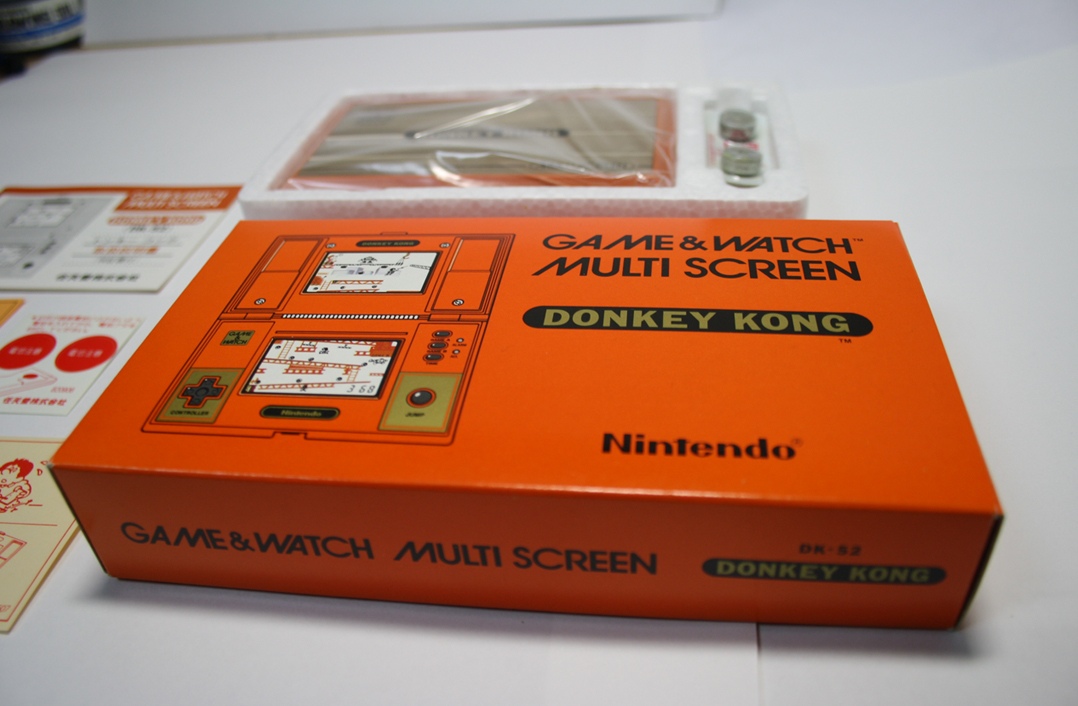 GAME & WATCH™
MULTI SCREEN
DONKEY KONG
™
Nintendo®
DONKEY KONG
GAME & WATCH
CONTROLLER
Nintendo
JUMP
368
GAME & WATCH MULTI SCREEN
DK-52
DONKEY KONG
MULTI SCREEN
任天堂株式会社
任天堂株式会社